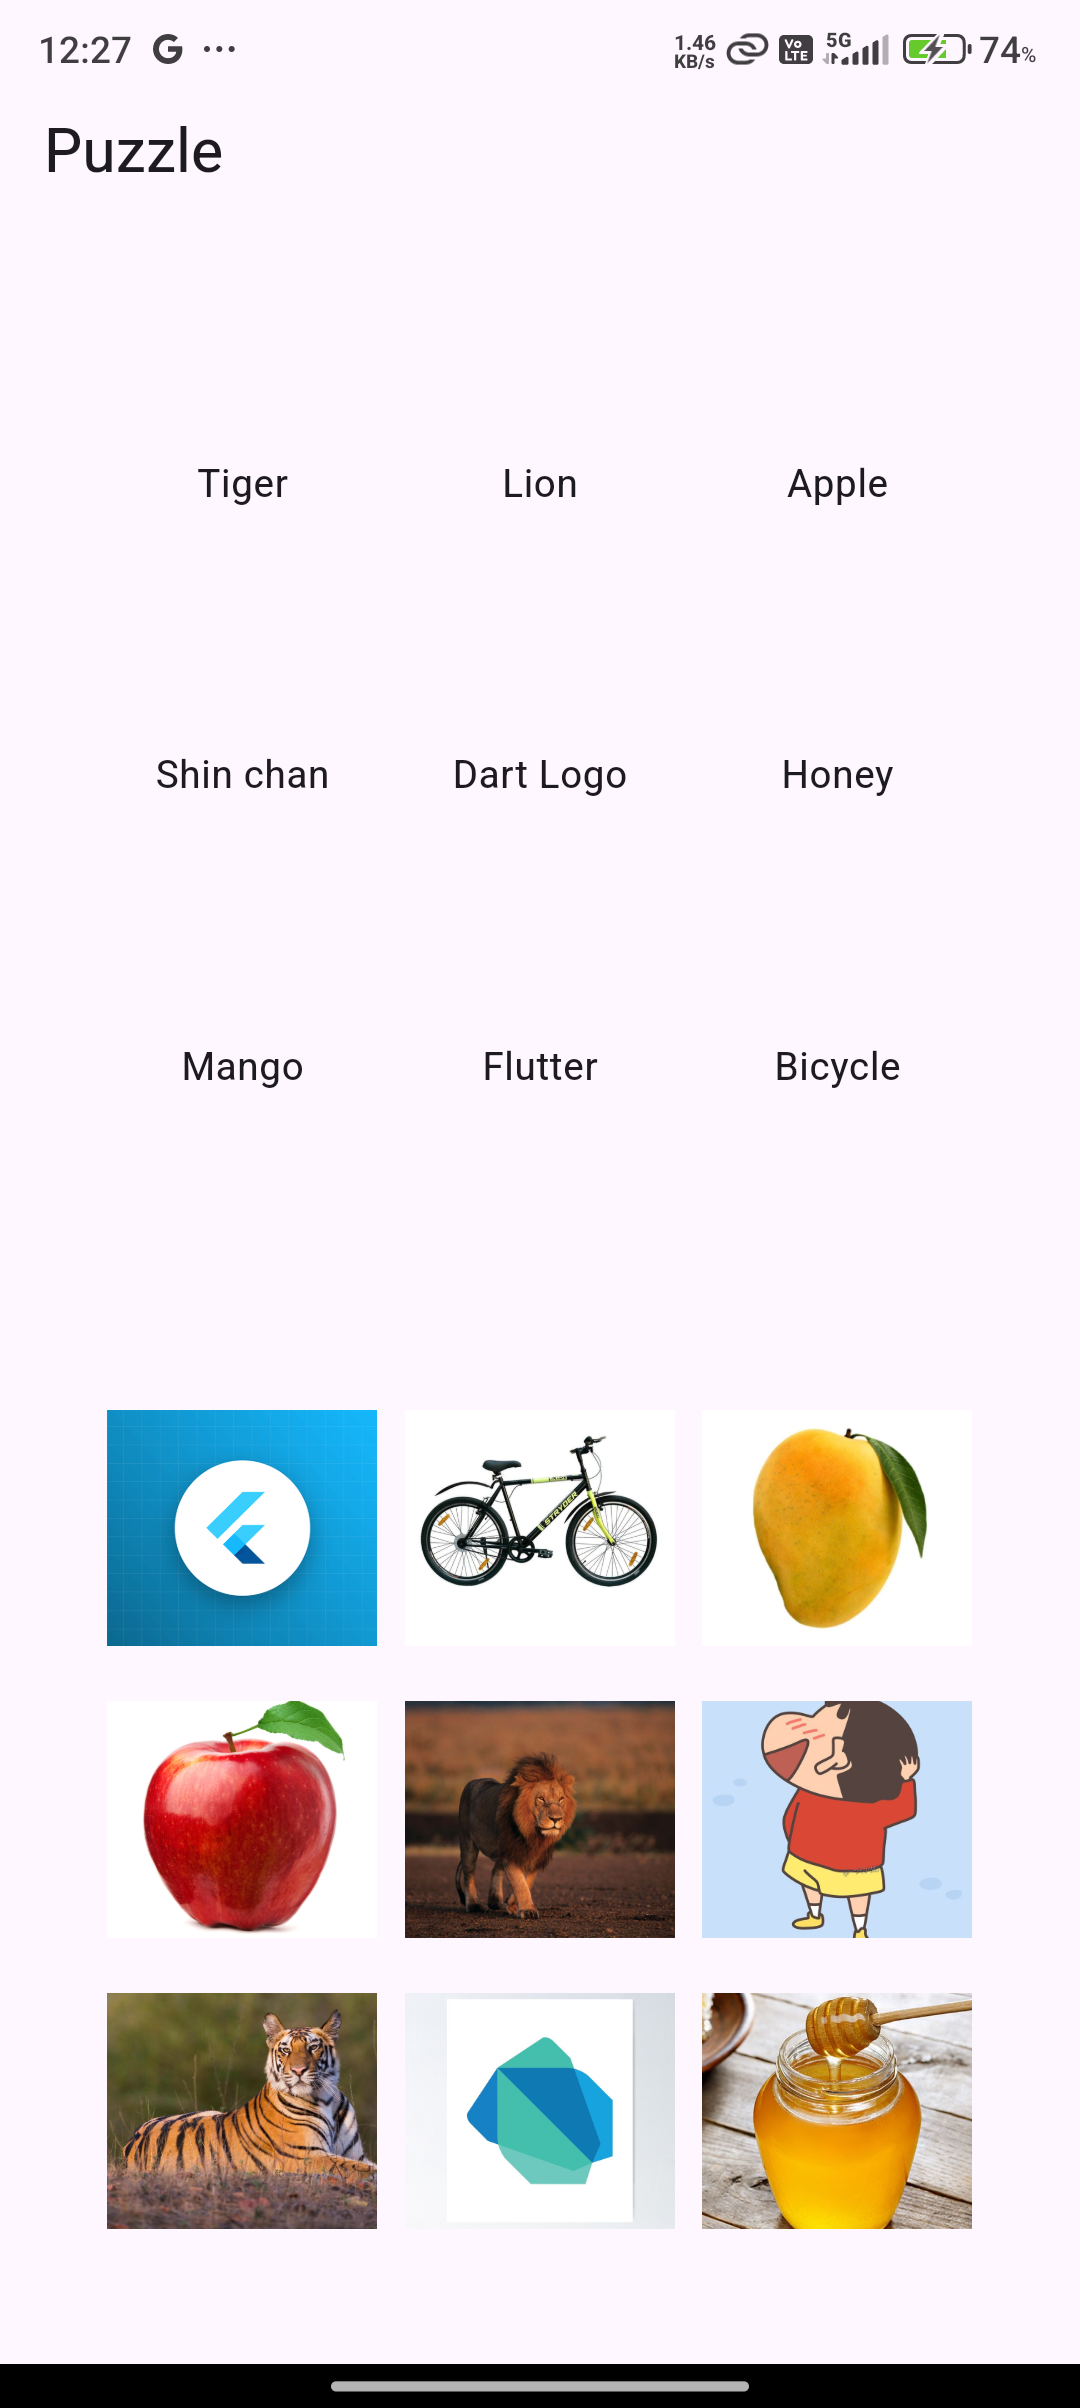 12:27 G ... 1.46 KB/s Vo LTE 5G 74%
Puzzle
Tiger Lion Apple
Shin chan Dart Logo Honey
Mango Flutter Bicycle
STRYDER